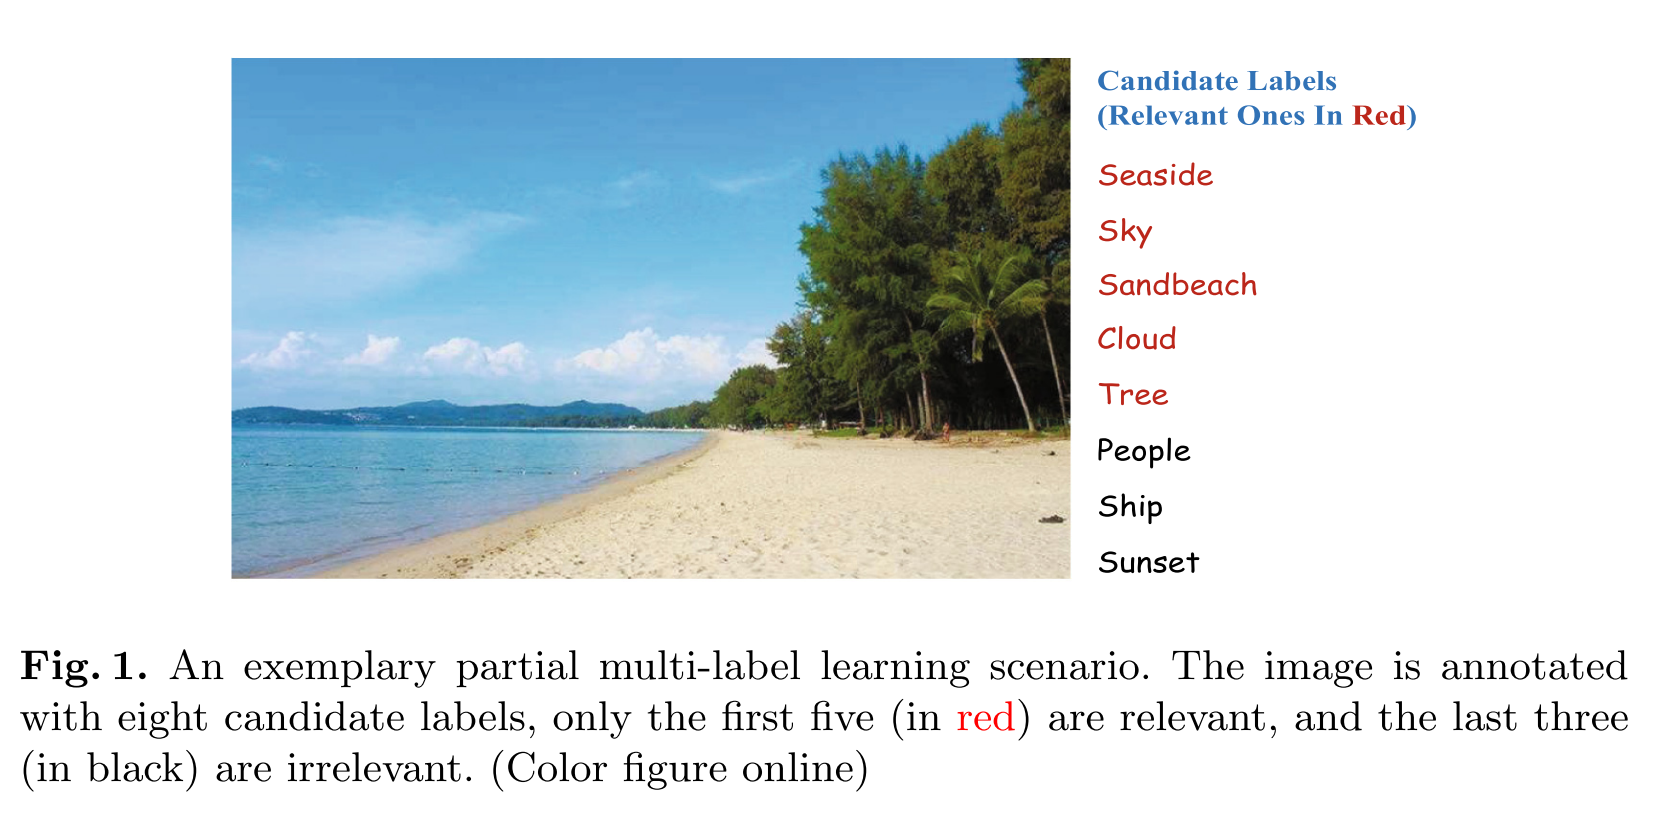 Candidate Labels
(Relevant Ones In Red)
Seaside
Sky
Sandbeach
Cloud
Tree
People
Ship
Sunset
Fig. 1. An exemplary partial multi-label learning scenario. The image is annotated
with eight candidate labels, only the first five (in red) are relevant, and the last three
(in black) are irrelevant. (Color figure online)